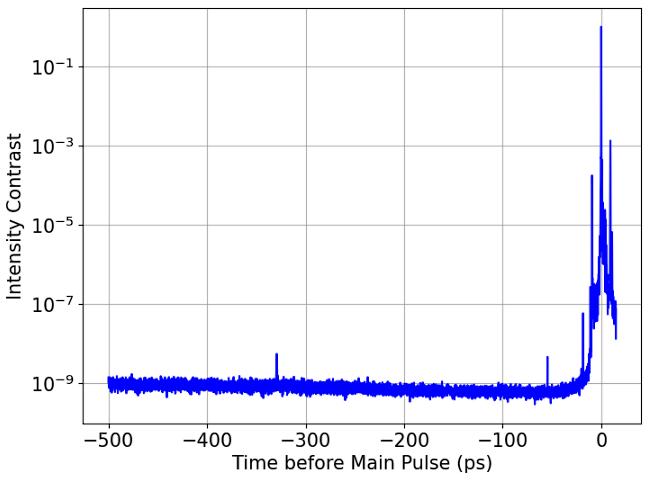 Intensity Contrast
10⁻¹
10⁻³
10⁻⁵
10⁻⁷
10⁻⁹
−500 −400 −300 −200 −100 0
Time before Main Pulse (ps)